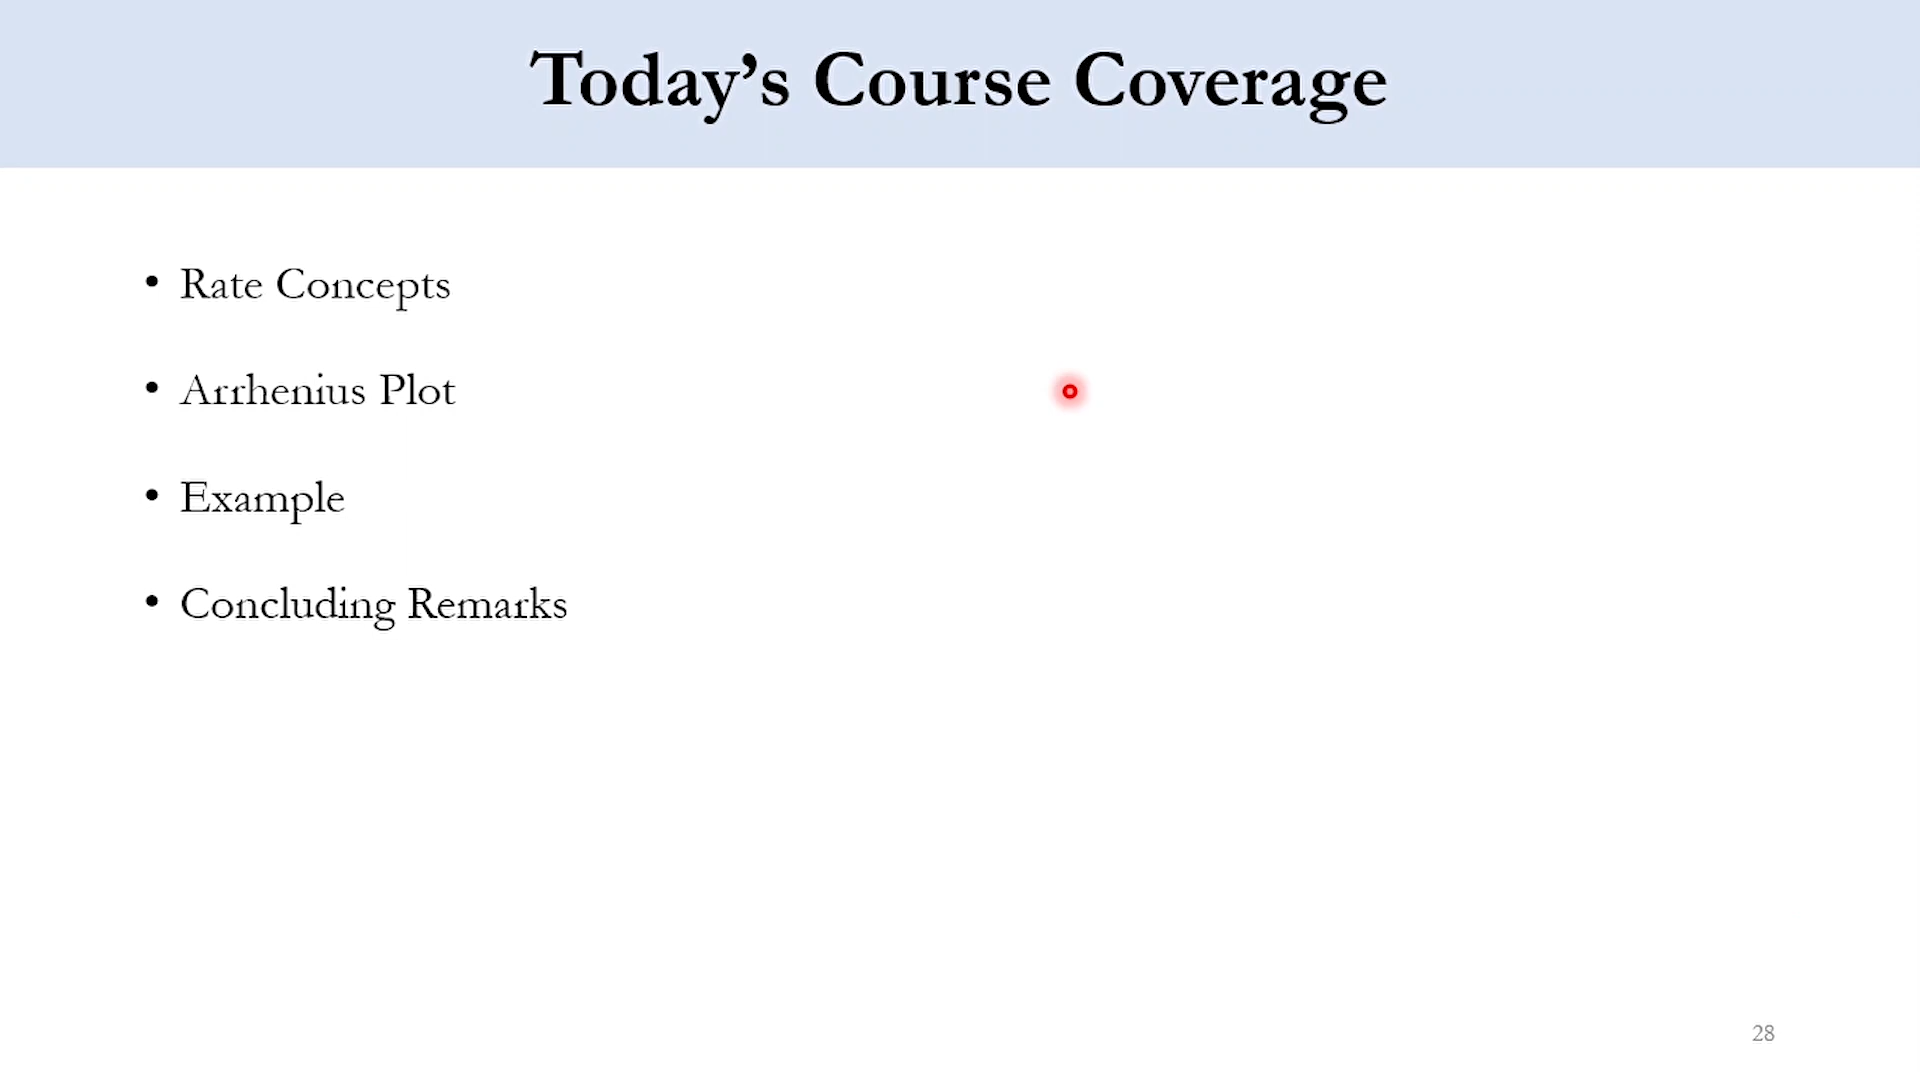 Today’s Course Coverage
• Rate Concepts
• Arrhenius Plot
• Example
• Concluding Remarks
28